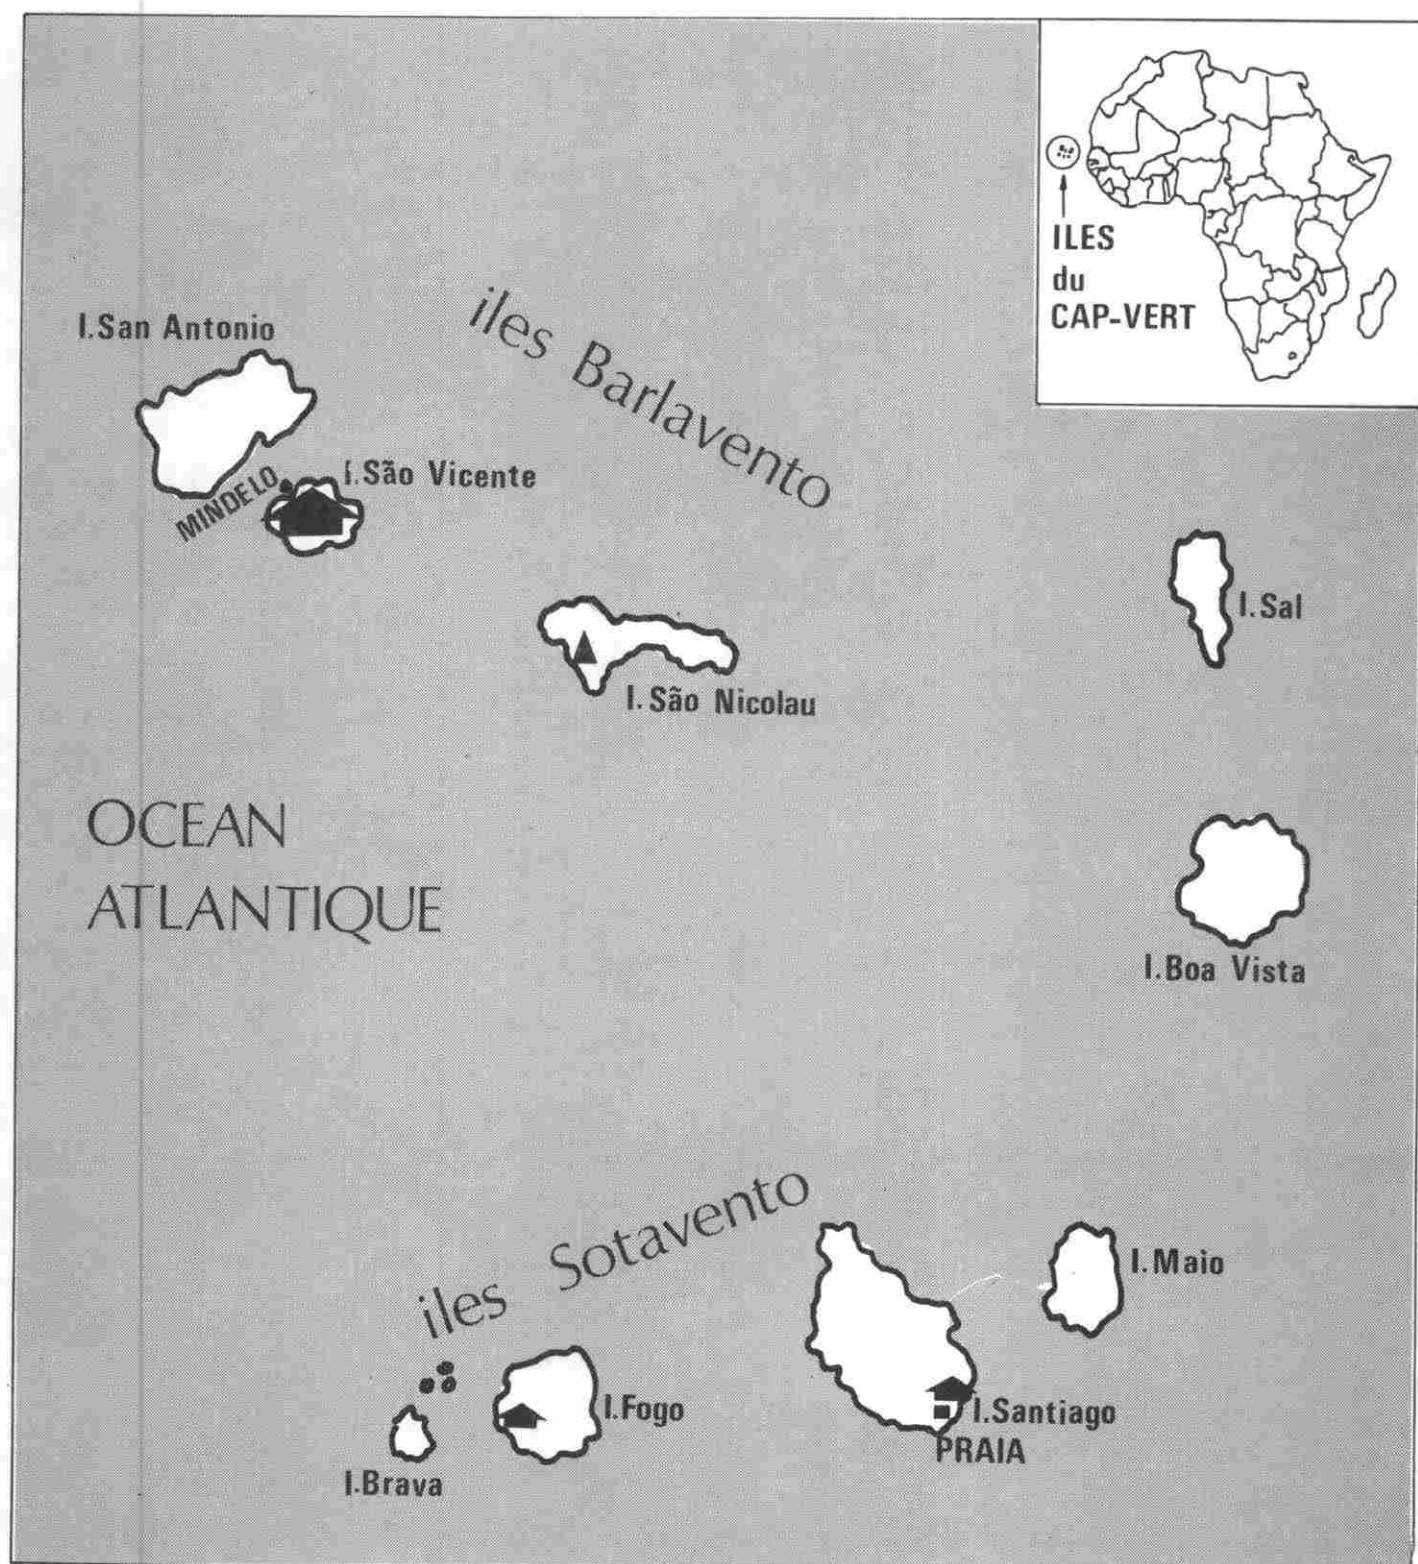 ILES
du
CAP-VERT
iles Barlavento
I.San Antonio
I.São Vicente
MINDELO
I.Sal
I.São Nicolau
OCEAN
ATLANTIQUE
I.Boa Vista
iles Sotavento
I.Maio
I.Fogo
I.Santiago
PRAIA
I.Brava